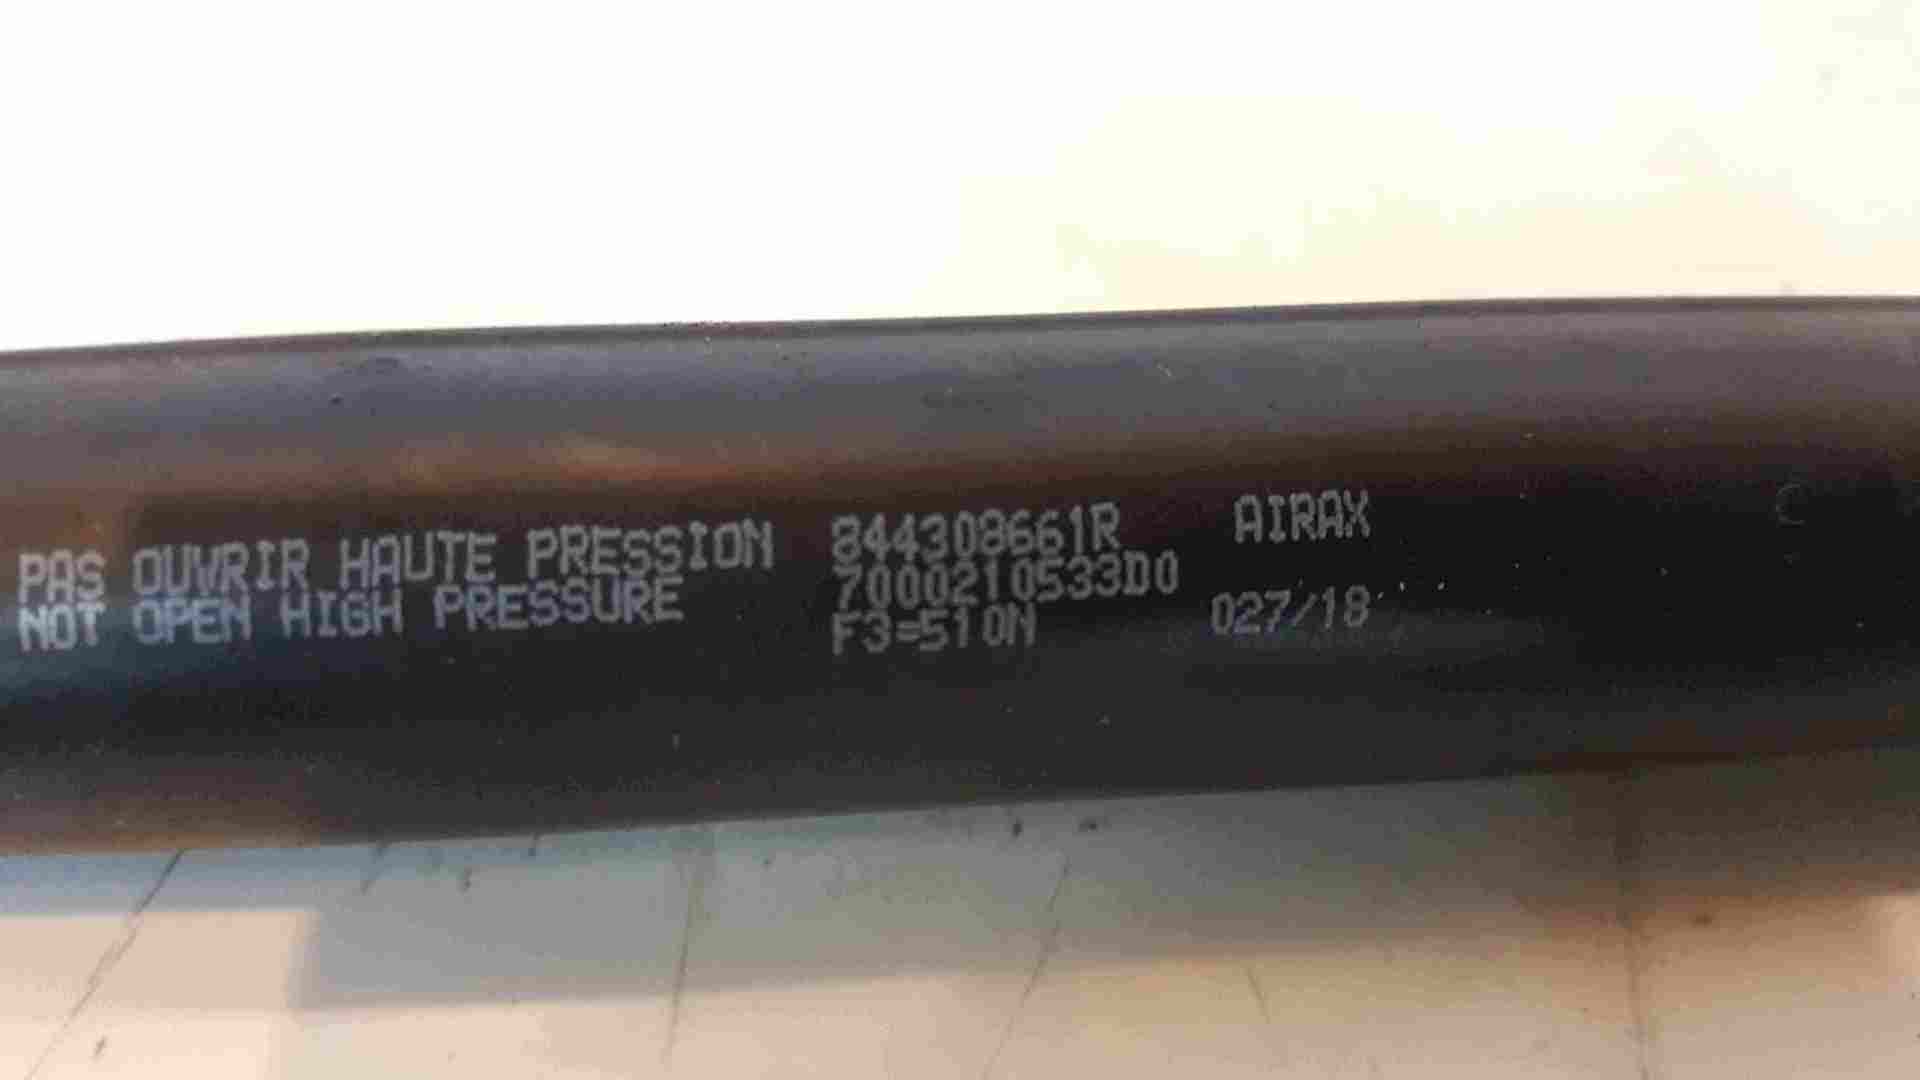 PAS OUVRIR HAUTE PRESSION 844308661R AIRAX
NOT OPEN HIGH PRESSURE 7000210533D0
F3=510N 027/18